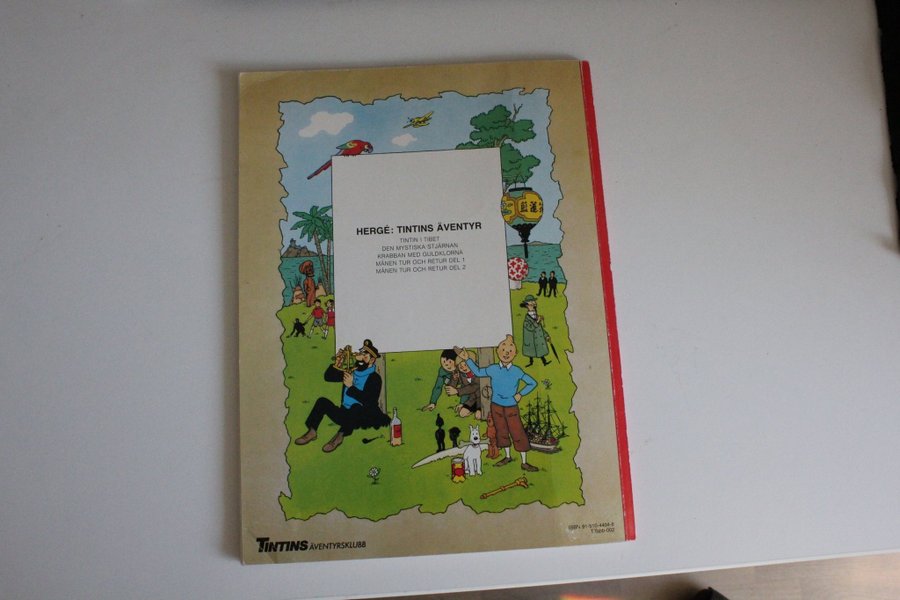 HERGÉ: TINTINS ÄVENTYR
TINTIN I TIBET
DEN MYSTISKA STJÄRNAN
KRABBAN MED GULDKLORNA
MÅNEN TUR OCH RETUR DEL 1
MÅNEN TUR OCH RETUR DEL 2
TINTINS ÄVENTYRSKLUBB